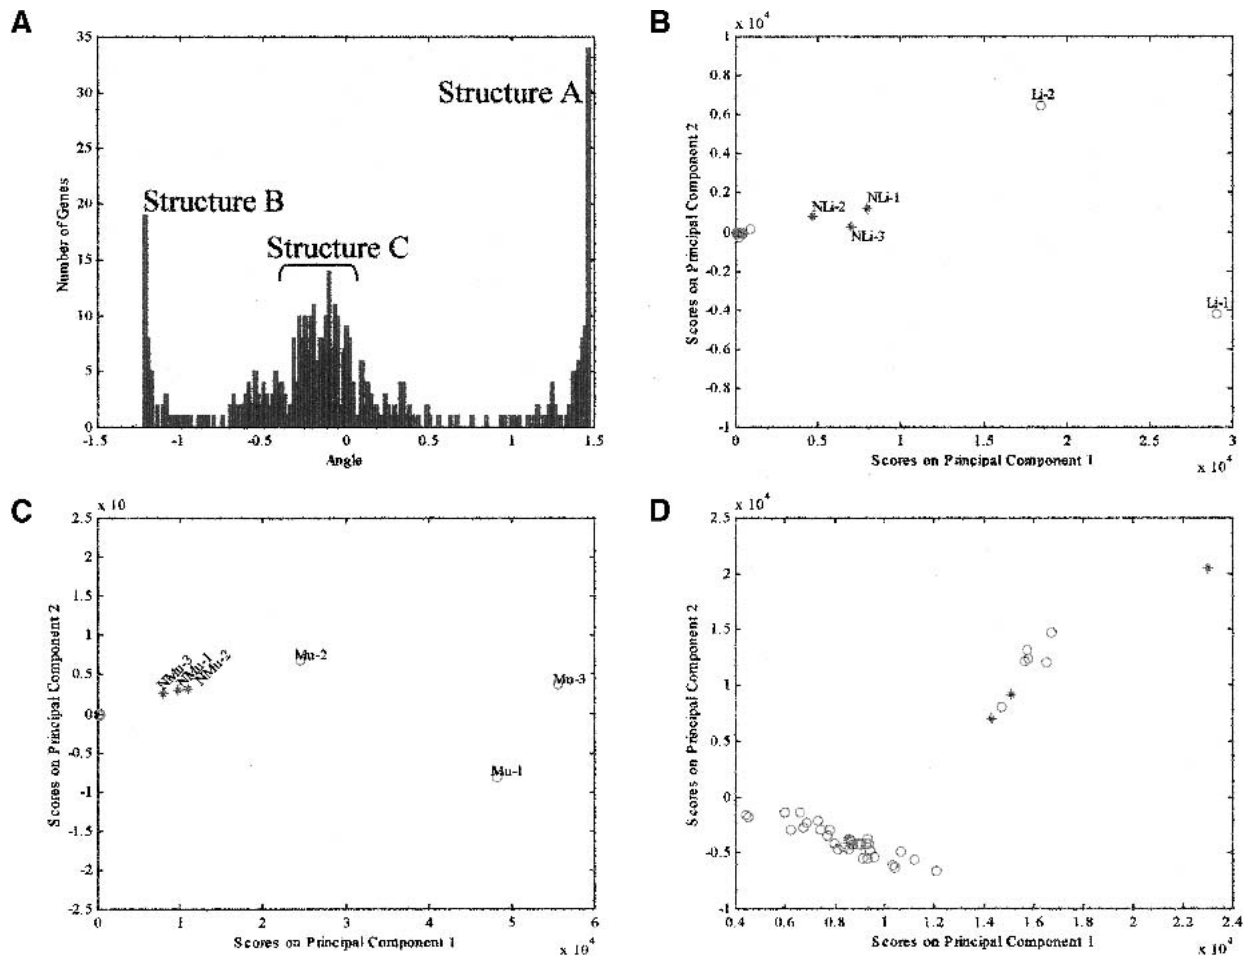 A
35
30
25
20
15
10
5
0
Number of Genes
Structure A
Structure B
Structure C
-1.5
-1
-0.5
0
0.5
1
1.5
Angle
B
x 10⁴
1
0.8
0.6
0.4
0.2
0
-0.2
-0.4
-0.6
-0.8
-1
Scores on Principal Component 2
Li-2
NLi-2
NLi-1
NLi-3
Li-1
0
0.5
1
1.5
2
2.5
3
Scores on Principal Component 1
x 10⁴
C
x 10
2.5
2
1.5
1
0.5
0
-0.5
-1
-1.5
-2
-2.5
Scores on Principal Component 2
NMu-3
NMu-1
NMu-2
Mu-2
Mu-3
Mu-1
0
1
2
3
4
5
6
Scores on Principal Component 1
x 10⁴
D
x 10⁴
2.5
2
1.5
1
0.5
0
-0.5
-1
Scores on Principal Component 2
0.4
0.6
0.8
1
1.2
1.4
1.6
1.8
2
2.2
2.4
Scores on Principal Component 1
x 10⁴